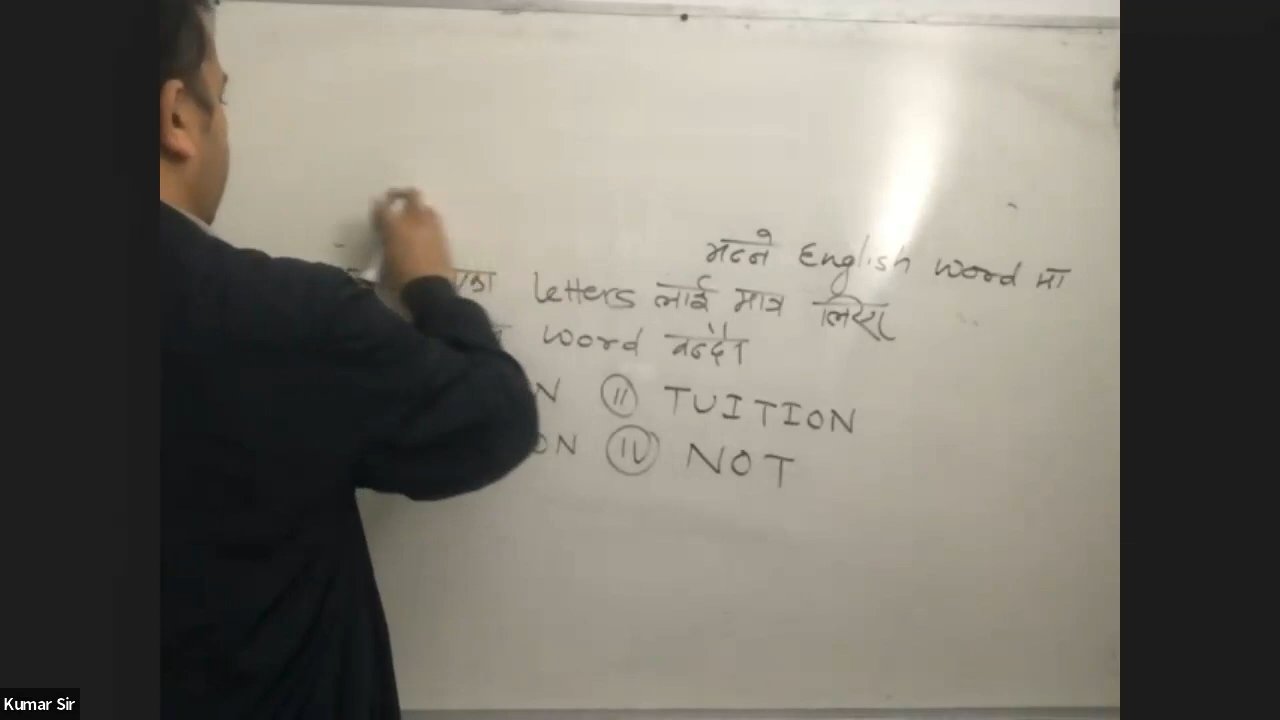 भन्ने English word मा
letters लाई मात्र लिएर
word बन्दैन
N (ii) TUITION
ON (iv) NOT
Kumar Sir